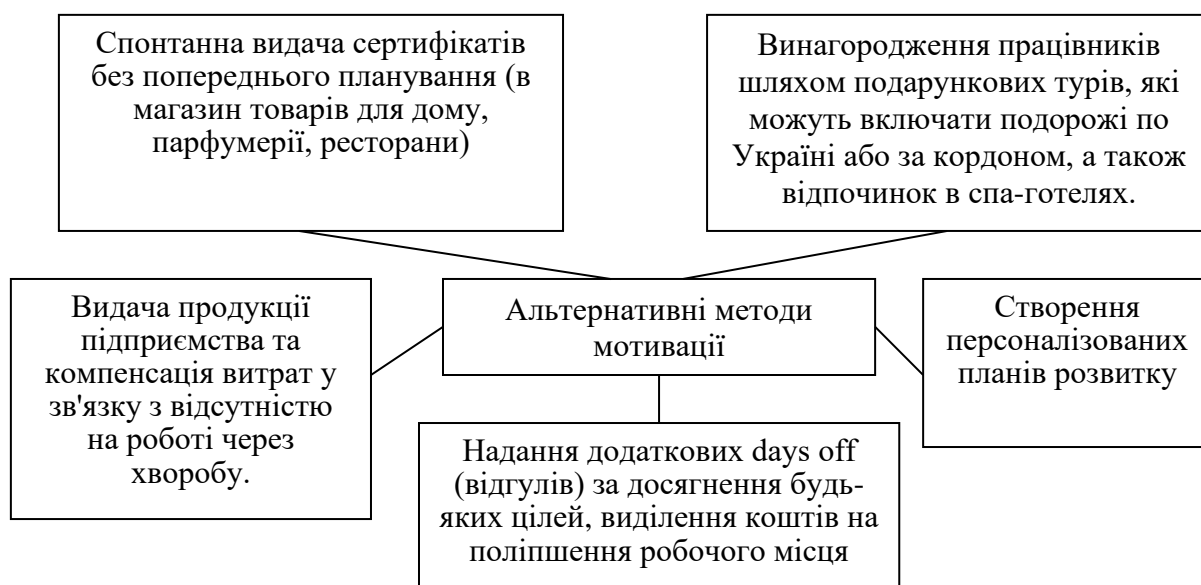 Спонтанна видача сертифікатів
без попереднього планування (в
магазин товарів для дому,
парфумерії, ресторани)
Винагородження працівників
шляхом подарункових турів, які
можуть включати подорожі по
Україні або за кордоном, а також
відпочинок в спа-готелях.
Видача продукції
підприємства та
компенсація витрат у
зв'язку з відсутністю
на роботі через
хворобу.
Альтернативні методи
мотивації
Створення
персоналізованих
планів розвитку
Надання додаткових days off
(відгулів) за досягнення будь-
яких цілей, виділення коштів на
поліпшення робочого місця